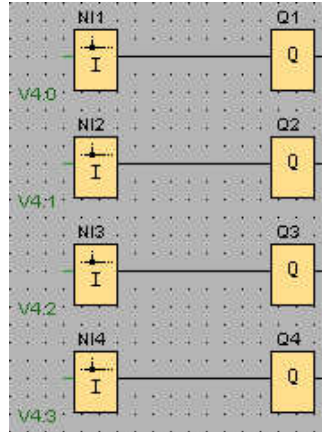 NI1 Q1
I Q
V4.0
NI2 Q2
I Q
V4.1
NI3 Q3
I Q
V4.2
NI4 Q4
I Q
V4.3